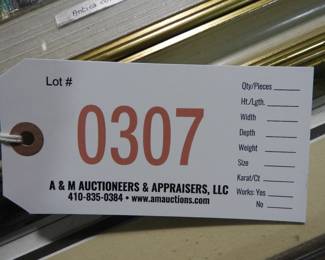 Lot #
0307
Qty/Pieces
Ht./Lgth.
Width
Depth
Weight
Size
Karat/Ct
Works: Yes
No
A & M AUCTIONEERS & APPRAISERS, LLC
410-835-0384 • www.amauctions.com